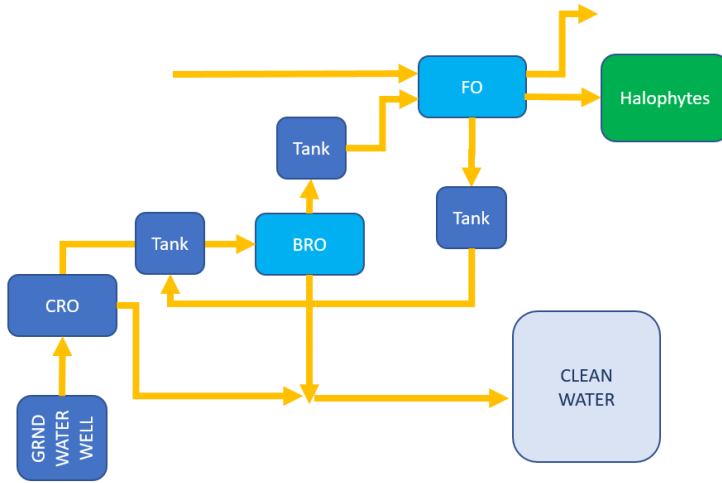 FO
Halophytes
Tank
Tank
Tank
BRO
CRO
CLEAN
WATER
GRND
WATER
WELL